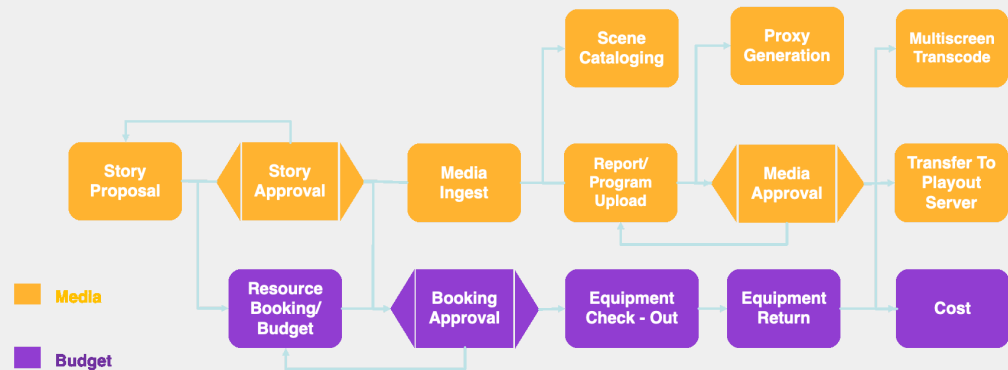 Scene
Cataloging
Proxy
Generation
Multiscreen
Transcode
Story
Proposal
Story
Approval
Media
Ingest
Report/
Program
Upload
Media
Approval
Transfer To
Playout
Server
Media
Resource
Booking/
Budget
Booking
Approval
Equipment
Check - Out
Equipment
Return
Cost
Budget